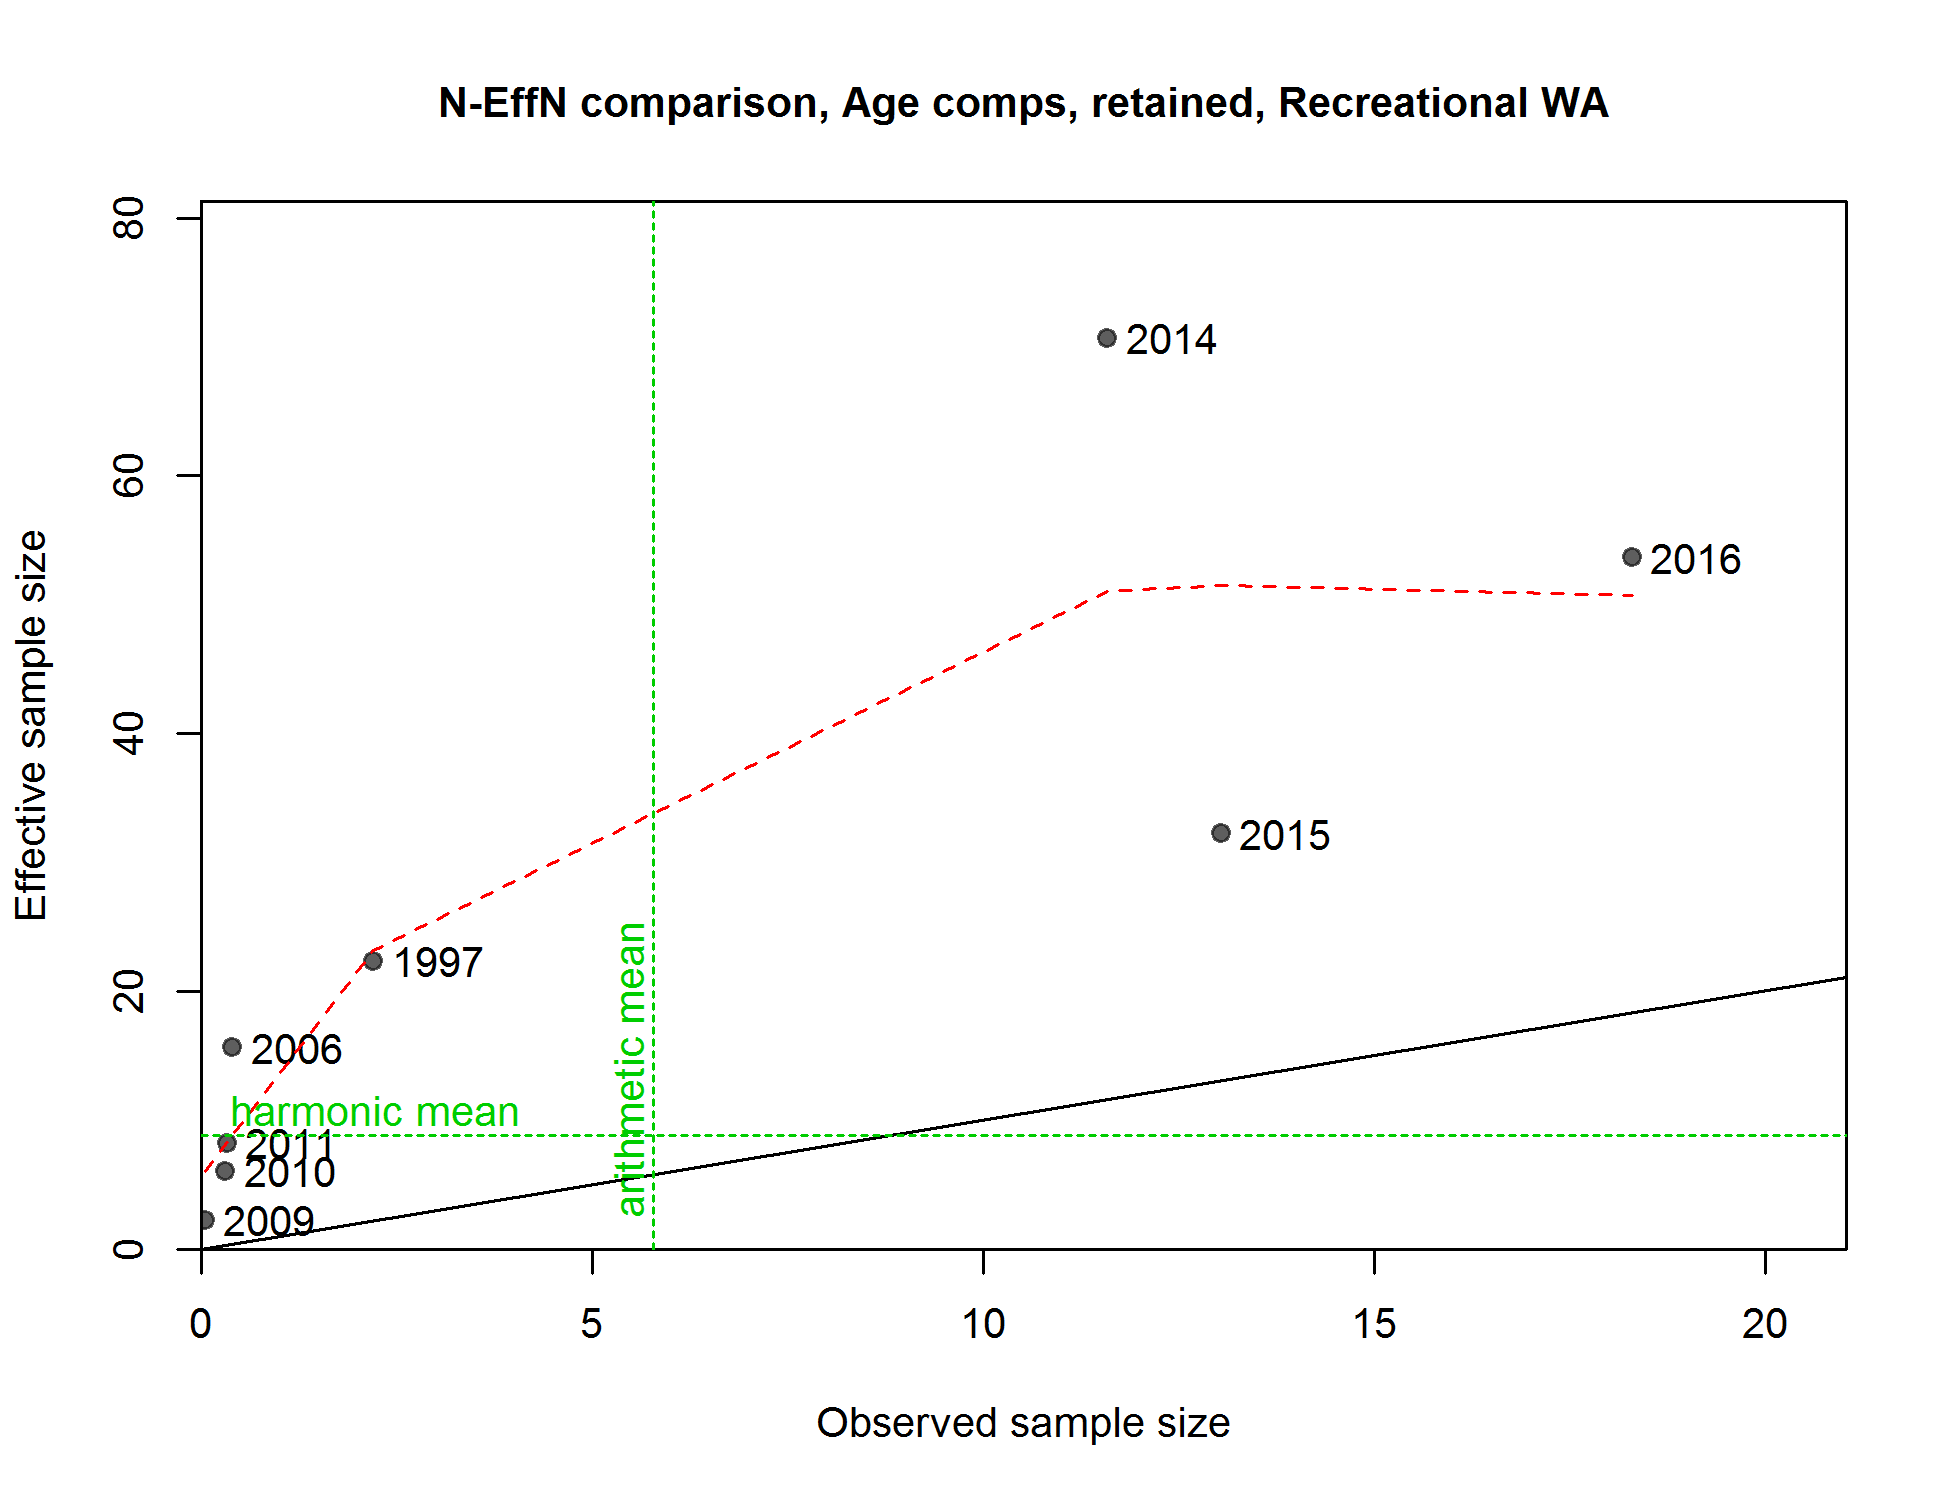 N-EffN comparison, Age comps, retained, Recreational WA
80
60
40
20
0
Effective sample size
2014
2016
2015
1997
2006
harmonic mean
2011
2010
2009
arithmetic mean
0 5 10 15 20
Observed sample size